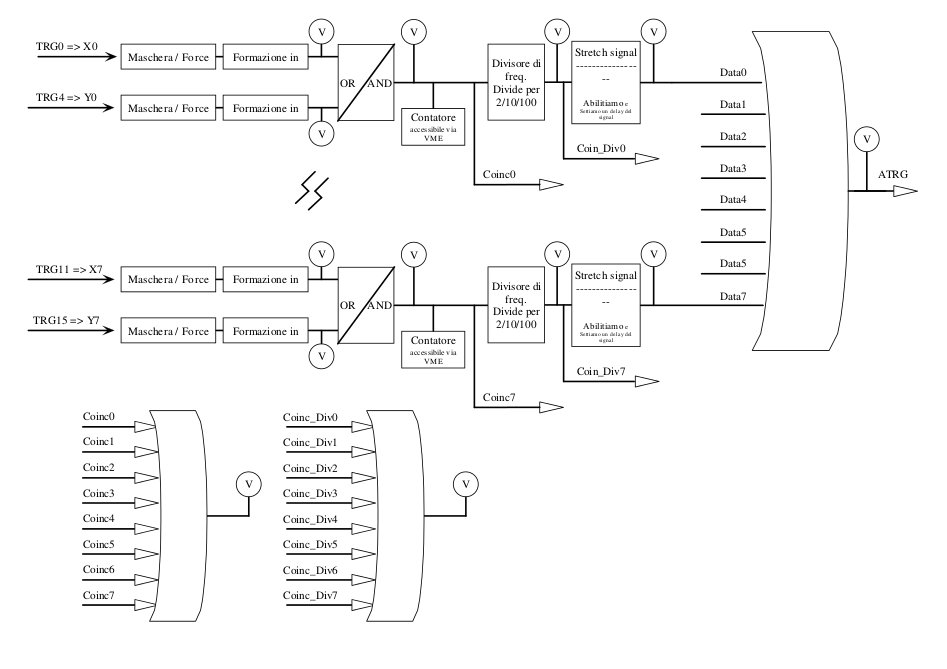 V
V
V
V
TRG0 => X0
Maschera / Force
Formazione in
OR
AND
Divisore di
freq.
Divide per
2/10/100
Stretch signal
---------------
--
Abilitiamo e
Settiamo un delay del
signal
Data0
TRG4 => Y0
Maschera / Force
Formazione in
V
Contatore
accessibile via
VME
Coin_Div0
Coinc0
Data1
Data2
Data3
Data4
Data5
Data5
Data7
V
ATRG
V
V
V
V
TRG11 => X7
Maschera / Force
Formazione in
OR
AND
Divisore di
freq.
Divide per
2/10/100
Stretch signal
---------------
--
Abilitiamo e
Settiamo un delay del
signal
TRG15 => Y7
Maschera / Force
Formazione in
V
Contatore
accessibile via
VME
Coin_Div7
Coinc7
Coinc0
Coinc1
Coinc2
Coinc3
Coinc4
Coinc5
Coinc6
Coinc7
V
Coinc_Div0
Coinc_Div1
Coinc_Div2
Coinc_Div3
Coinc_Div4
Coinc_Div5
Coinc_Div6
Coinc_Div7
V